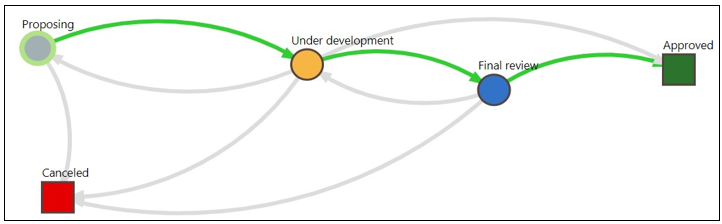 Proposing
Under development
Approved
Final review
Canceled